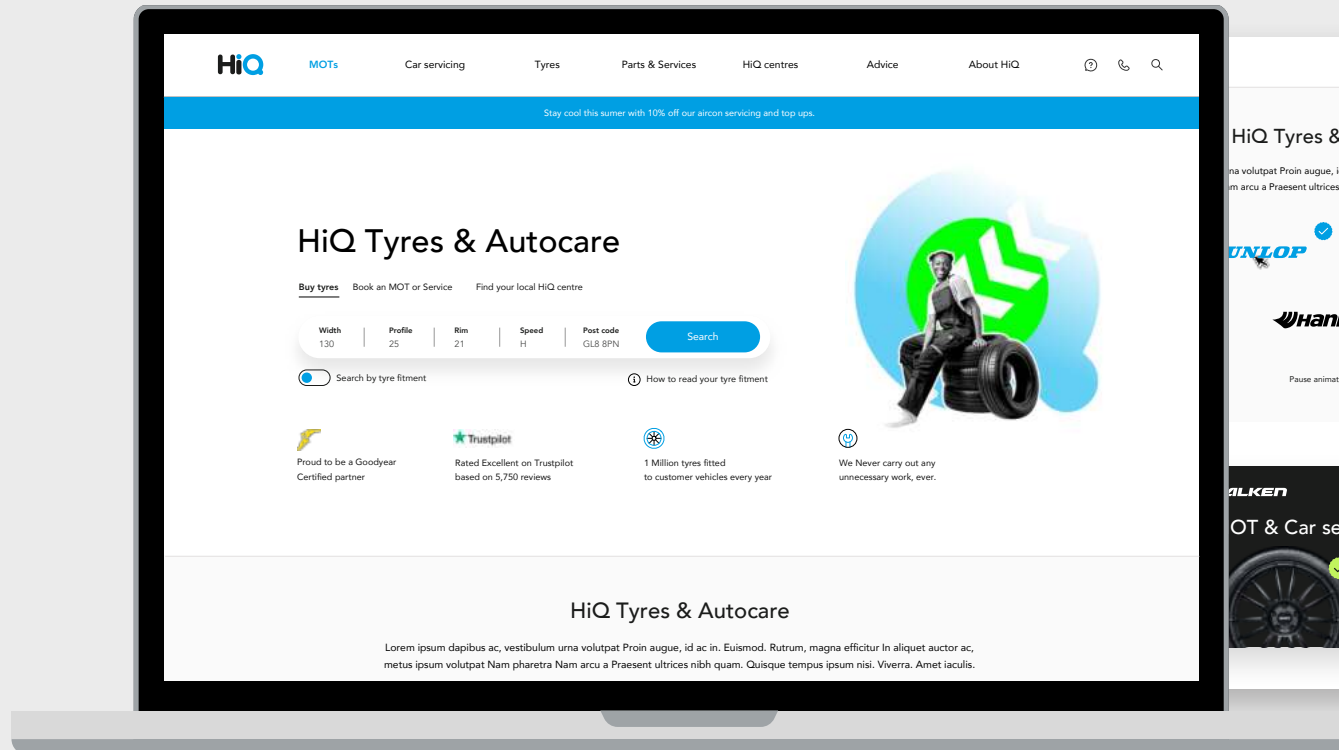 HiQ
MOTs Car servicing Tyres Parts & Services HiQ centres Advice About HiQ
Stay cool this sumer with 10% off our aircon servicing and top ups.
HiQ Tyres & Autocare
Buy tyres Book an MOT or Service Find your local HiQ centre
Width Profile Rim Speed Post code
130 25 21 H GL8 8PN
Search
Search by tyre fitment
How to read your tyre fitment
Trustpilot
Proud to be a Goodyear
Certified partner
Rated Excellent on Trustpilot
based on 5,750 reviews
1 Million tyres fitted
to customer vehicles every year
We Never carry out any
unnecessary work, ever.
HiQ Tyres & Autocare
Lorem ipsum dapibus ac, vestibulum urna volutpat Proin augue, id ac in. Euismod. Rutrum, magna efficitur In aliquet auctor ac,
metus ipsum volutpat Nam pharetra Nam arcu a Praesent ultrices nibh quam. Quisque tempus ipsum nisi. Viverra. Amet iaculis.
HiQ Tyres &
volutpat Proin augue,
arcu a Praesent ultrices
UNLOP
Pause
ALKEN
OT & Car